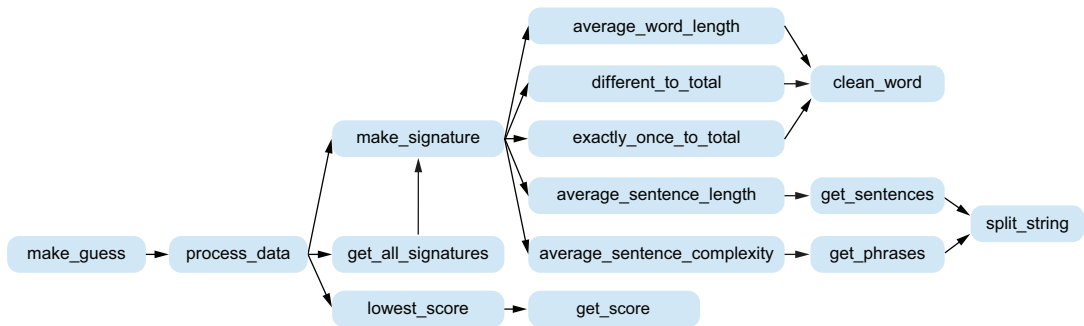 average_word_length
different_to_total
clean_word
make_signature
exactly_once_to_total
average_sentence_length
get_sentences
split_string
make_guess
process_data
get_all_signatures
average_sentence_complexity
get_phrases
lowest_score
get_score